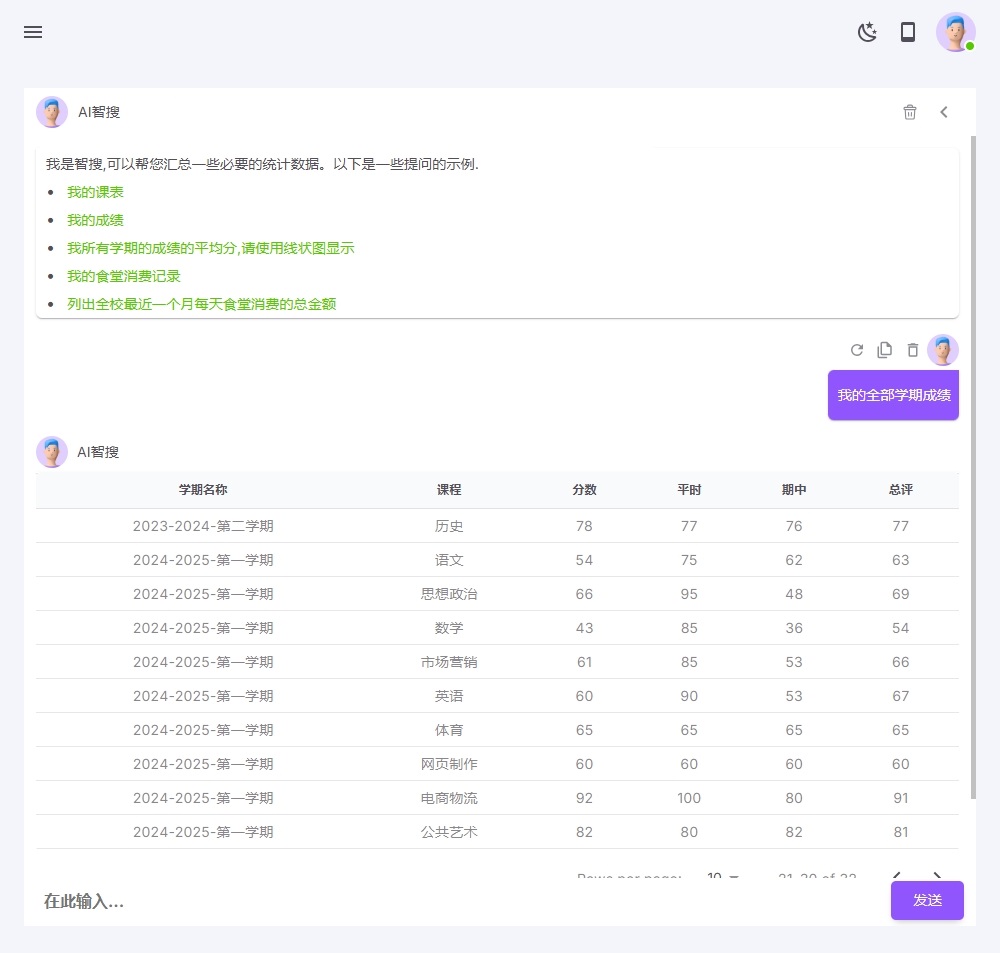 AI智搜
我是智搜,可以帮您汇总一些必要的统计数据。以下是一些提问的示例.
我的课表
我的成绩
我所有学期的成绩的平均分,请使用线状图显示
我的食堂消费记录
列出全校最近一个月每天食堂消费的总金额
我的全部学期成绩
AI智搜
学期名称 课程 分数 平时 期中 总评
2023-2024-第二学期 历史 78 77 76 77
2024-2025-第一学期 语文 54 75 62 63
2024-2025-第一学期 思想政治 66 95 48 69
2024-2025-第一学期 数学 43 85 36 54
2024-2025-第一学期 市场营销 61 85 53 66
2024-2025-第一学期 英语 60 90 53 67
2024-2025-第一学期 体育 65 65 65 65
2024-2025-第一学期 网页制作 60 60 60 60
2024-2025-第一学期 电商物流 92 100 80 91
2024-2025-第一学期 公共艺术 82 80 82 81
Rows per page: 10
在此输入...
发送